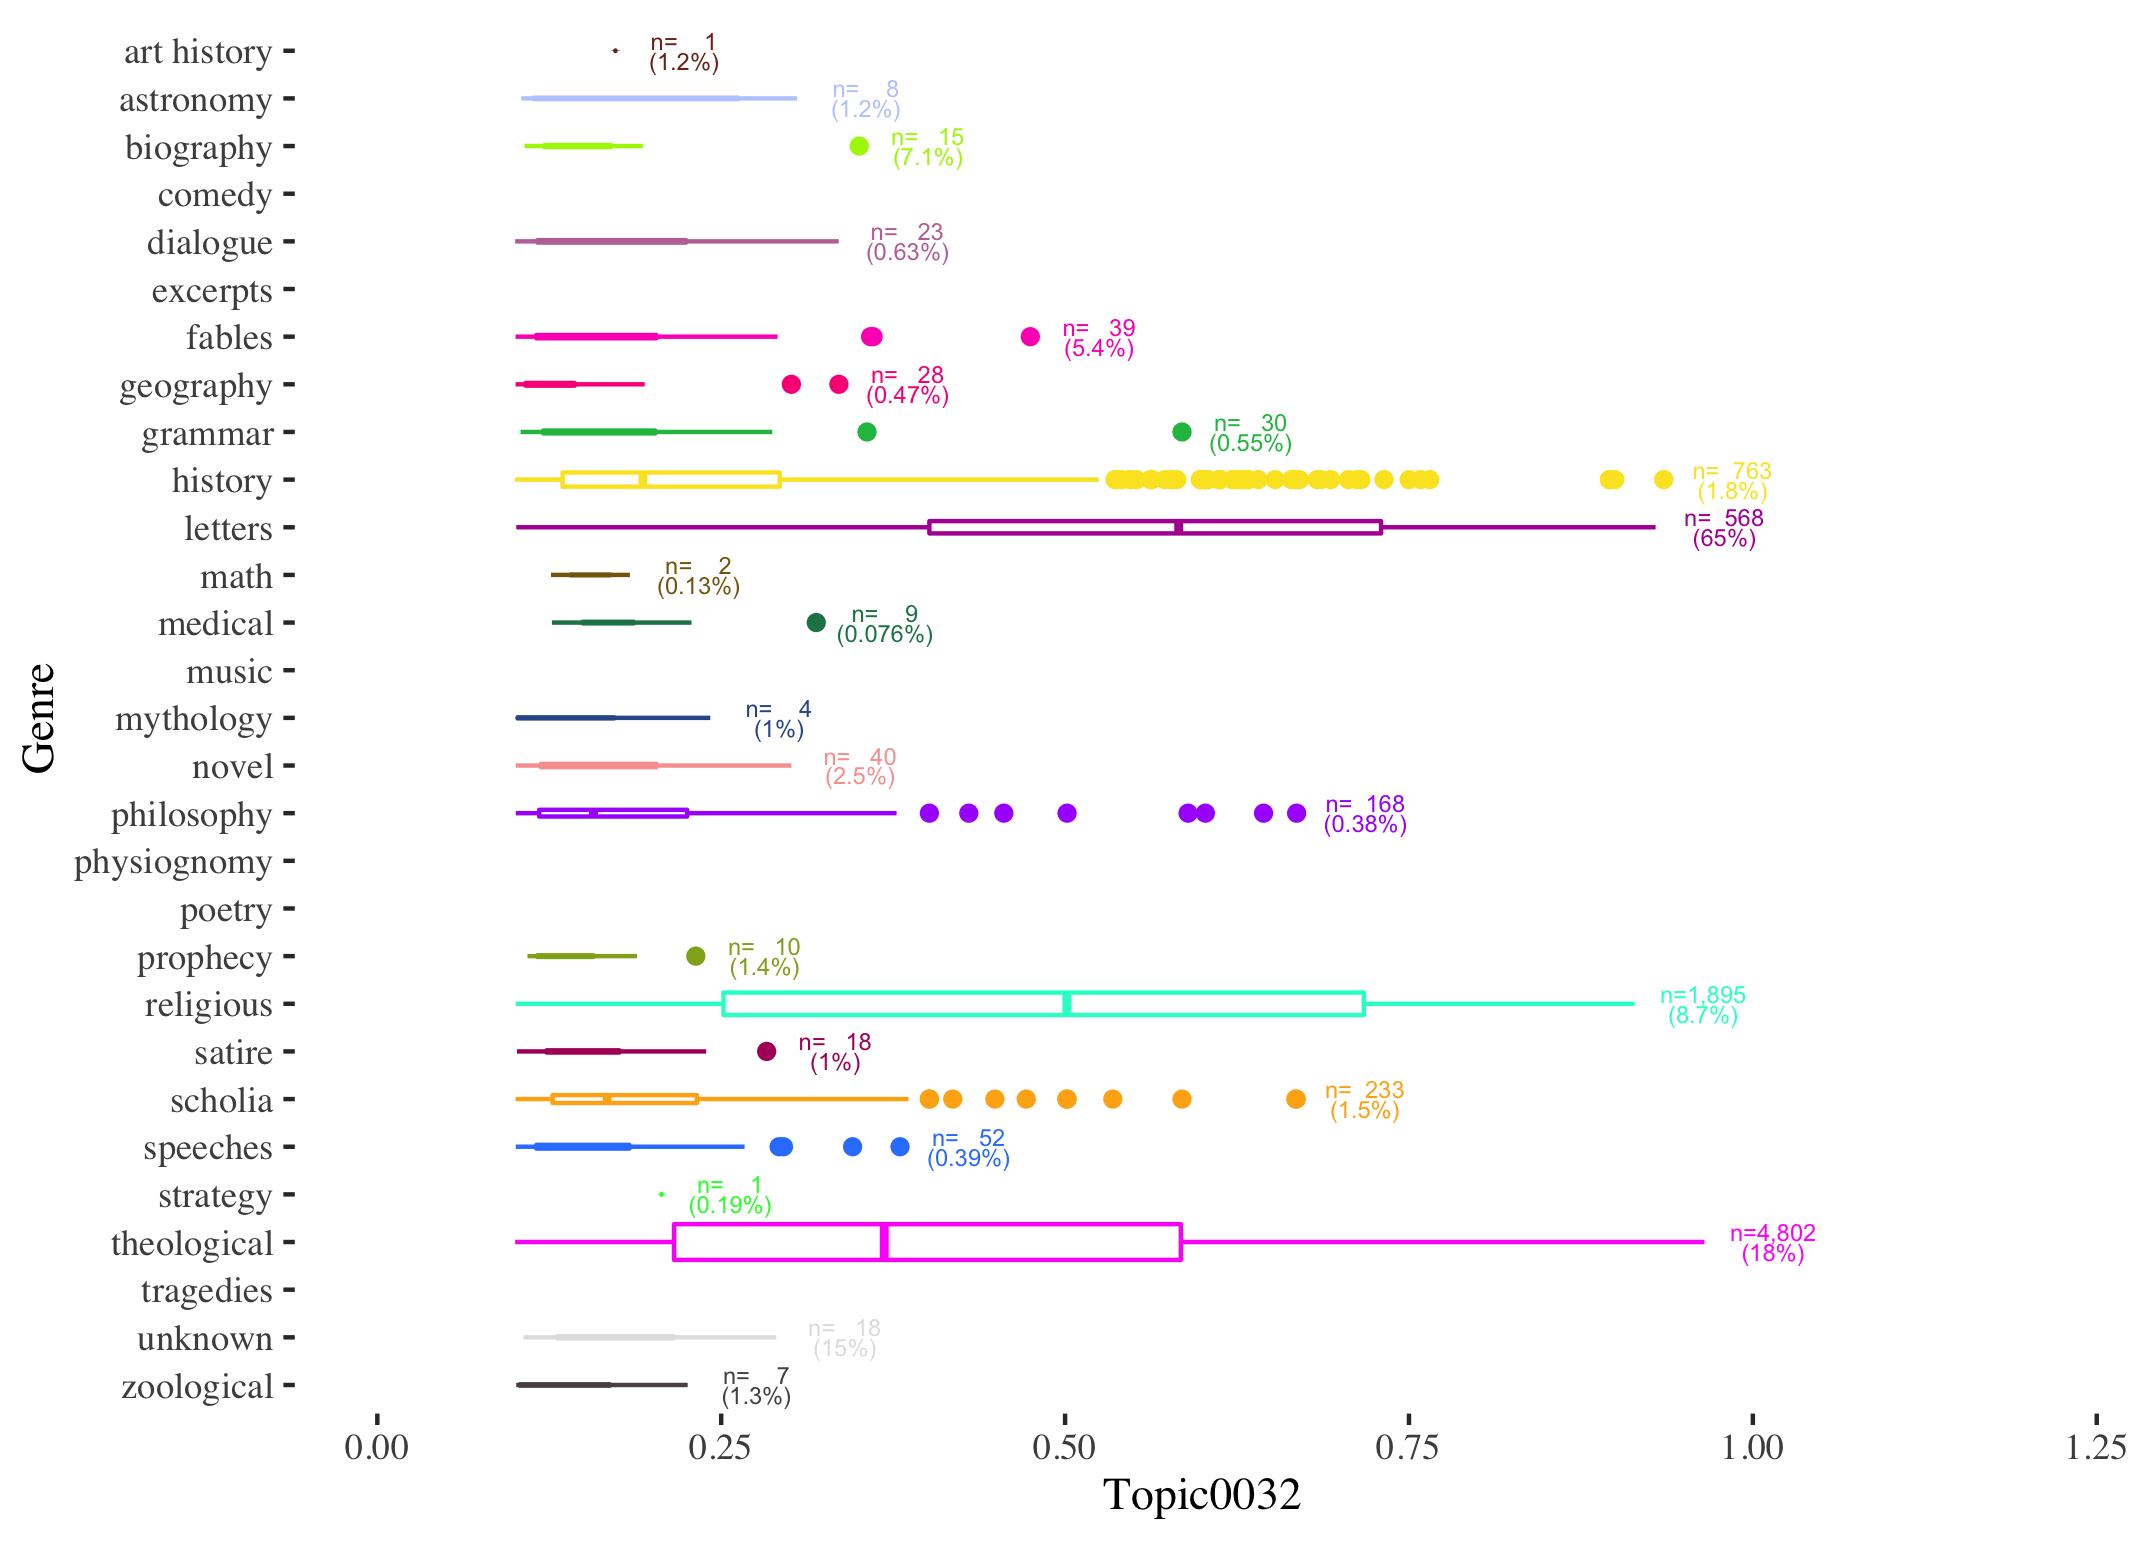 art history
n= 1
(1.2%)
astronomy
n= 8
(1.2%)
biography
n= 15
(7.1%)
comedy
dialogue
n= 23
(0.63%)
excerpts
fables
n= 39
(5.4%)
geography
n= 28
(0.47%)
grammar
n= 30
(0.55%)
history
n= 763
(1.8%)
letters
n= 568
(65%)
math
n= 2
(0.13%)
medical
n= 9
(0.076%)
music
mythology
n= 4
(1%)
novel
n= 40
(2.5%)
philosophy
n= 168
(0.38%)
physiognomy
poetry
prophecy
n= 10
(1.4%)
religious
n=1,895
(8.7%)
satire
n= 18
(1%)
scholia
n= 233
(1.5%)
speeches
n= 52
(0.39%)
strategy
n= 1
(0.19%)
theological
n=4,802
(18%)
tragedies
unknown
n= 18
(15%)
zoological
n= 7
(1.3%)
Genre
0.00 0.25 0.50 0.75 1.00 1.25
Topic0032